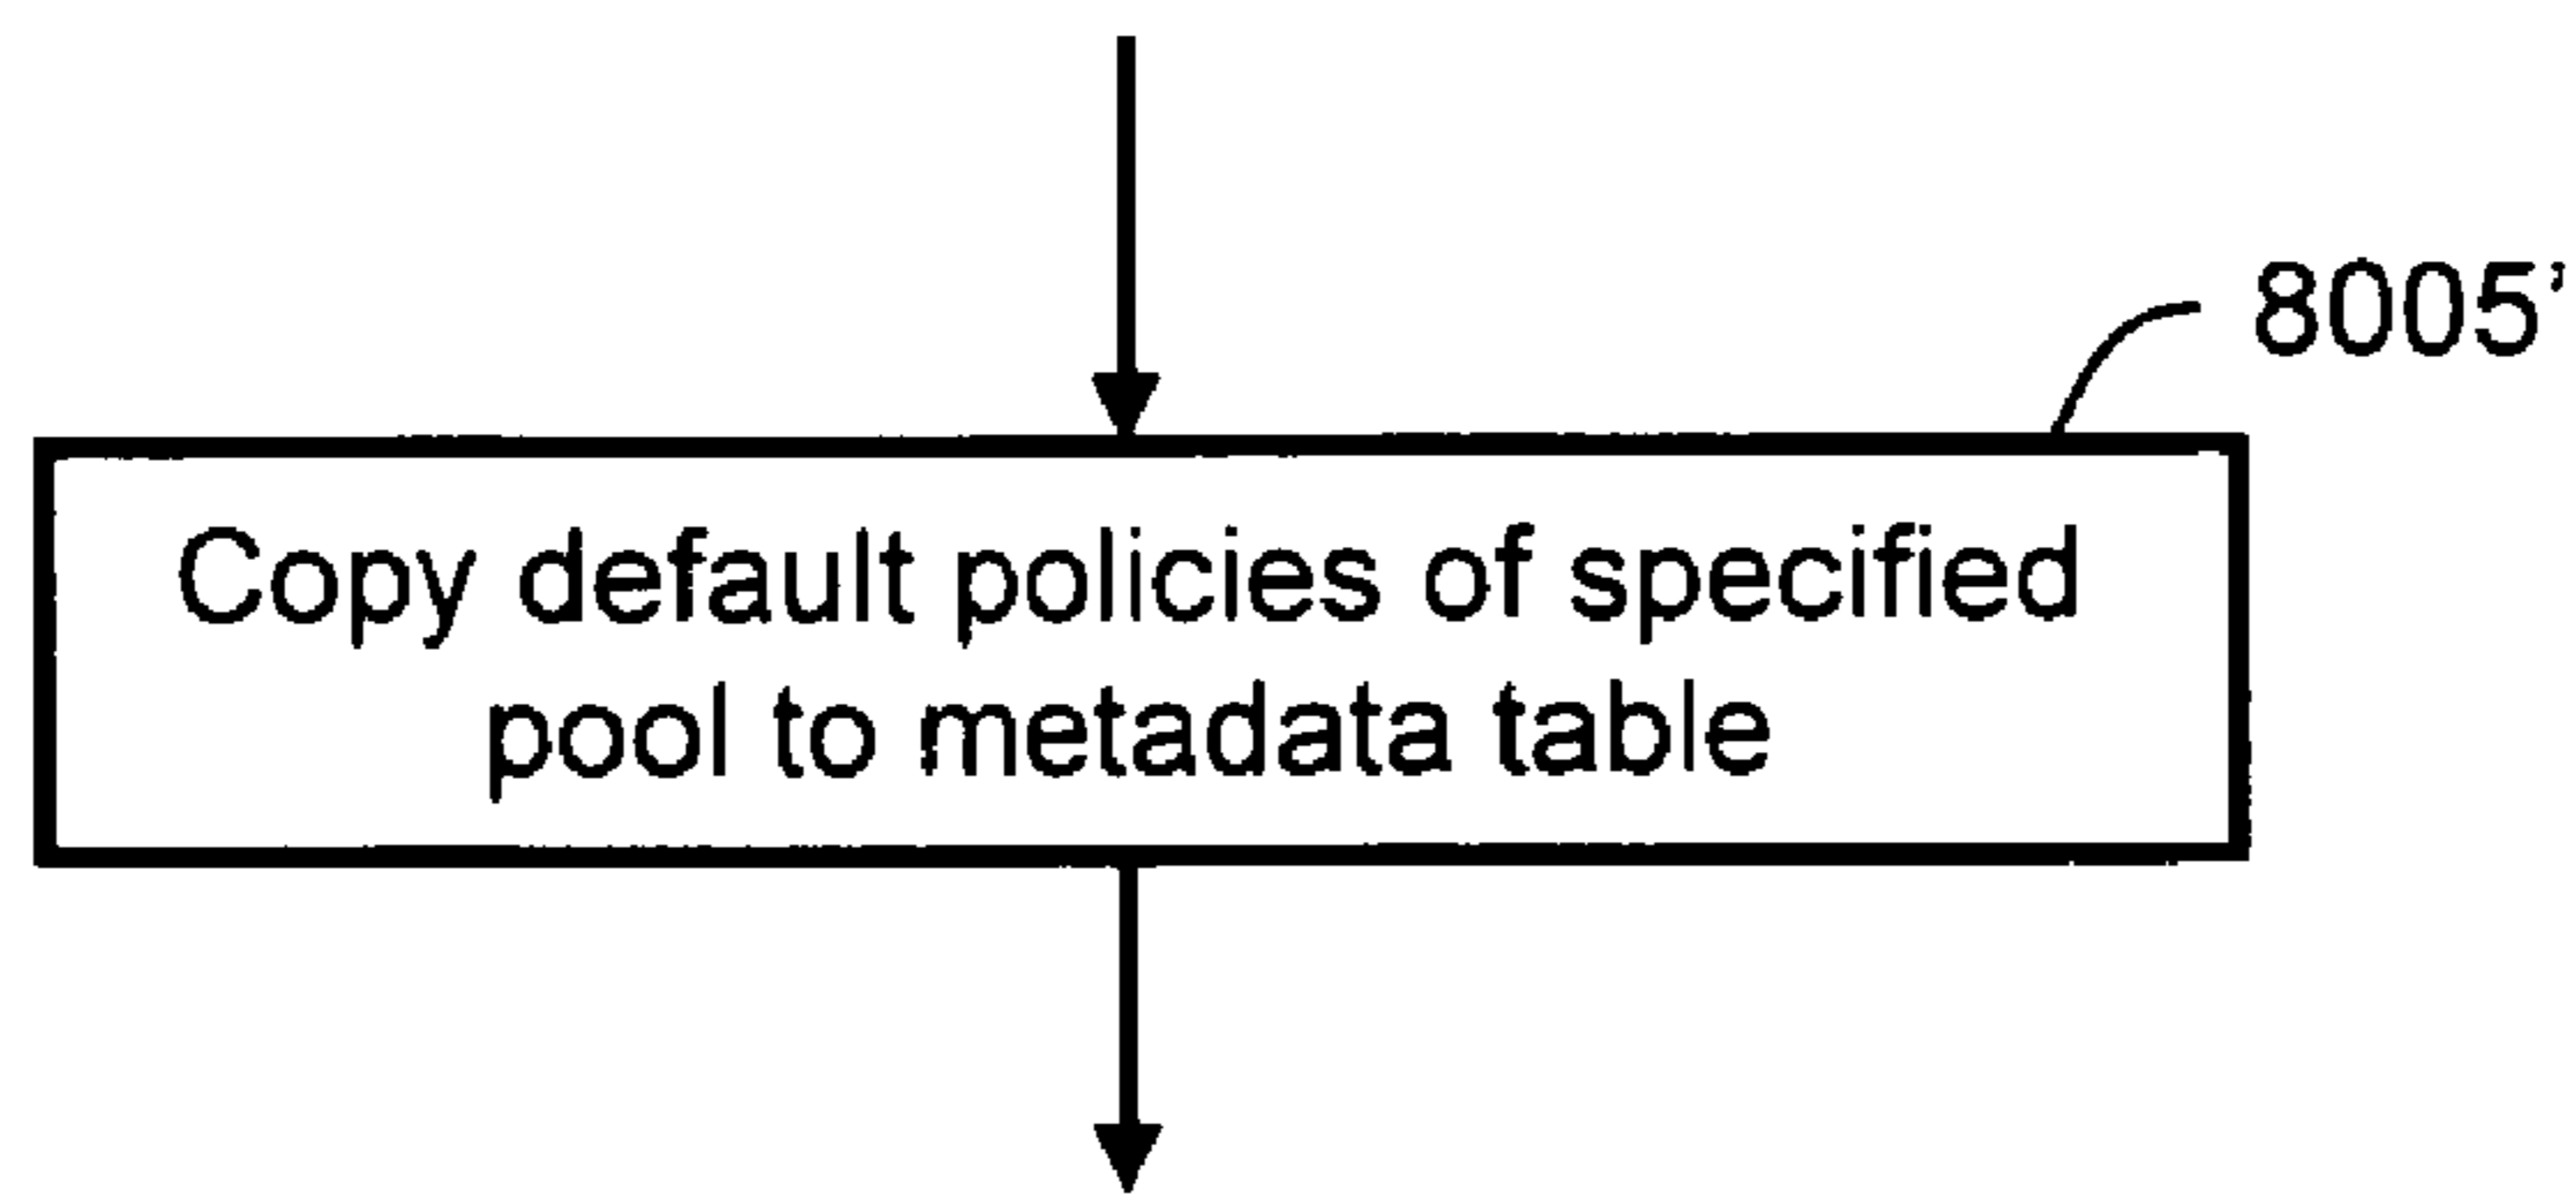 8005’
Copy default policies of specified
pool to metadata table